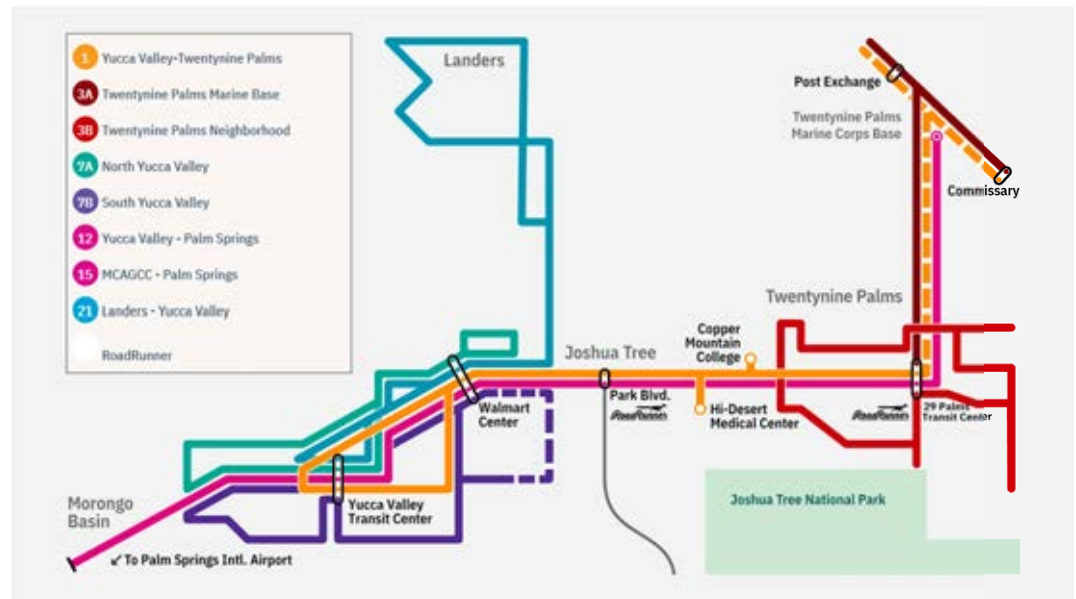 1 Yucca Valley-Twentynine Palms
3A Twentynine Palms Marine Base
3B Twentynine Palms Neighborhood
7A North Yucca Valley
7B South Yucca Valley
12 Yucca Valley - Palm Springs
15 MCAGCC - Palm Springs
21 Landers - Yucca Valley
RoadRunner
Landers
Post Exchange
Twentynine Palms
Marine Corps Base
Commissary
Twentynine Palms
Copper
Mountain
College
Joshua Tree
Park Blvd.
RoadRunner
Hi-Desert
Medical Center
RoadRunner
29 Palms
Transit Center
Walmart
Center
Yucca Valley
Transit Center
Morongo
Basin
↙ To Palm Springs Intl. Airport
Joshua Tree National Park